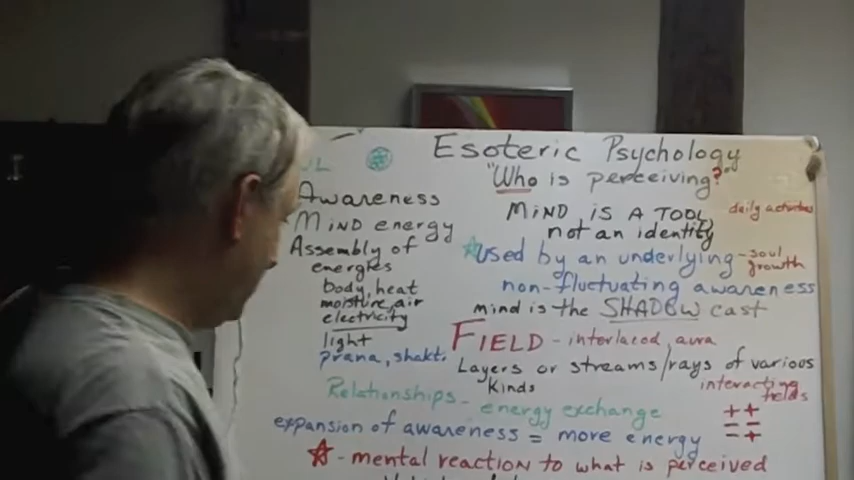 Esoteric Psychology
"Who is perceiving?"
Awareness
Mind energy
Assembly of
energies
body, heat
moisture, air
electricity
light
prana, shakti
MIND IS A TOOL daily activities
not an identity
used by an underlying - soul
growth
non-fluctuating awareness
mind is the SHADOW cast
FIELD - interlaced, aura
Layers or streams/rays of various
Kinds
interacting
fields
Relationships - energy exchange
expansion of awareness = more energy
++
--
-+
- mental reaction to what is perceived